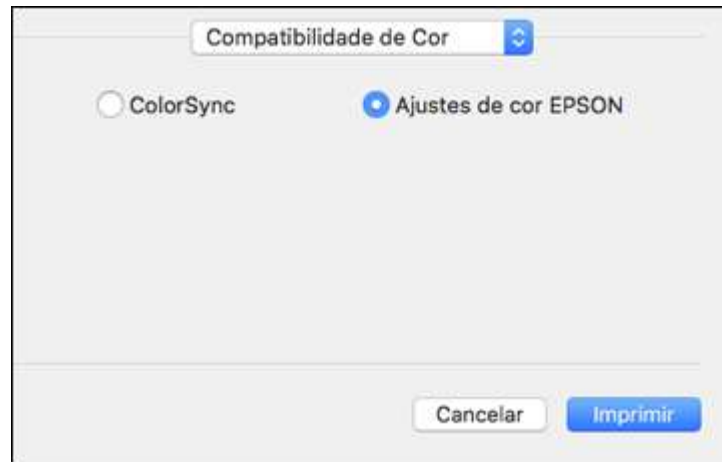 Compatibilidade de Cor
ColorSync Ajustes de cor EPSON
Cancelar Imprimir